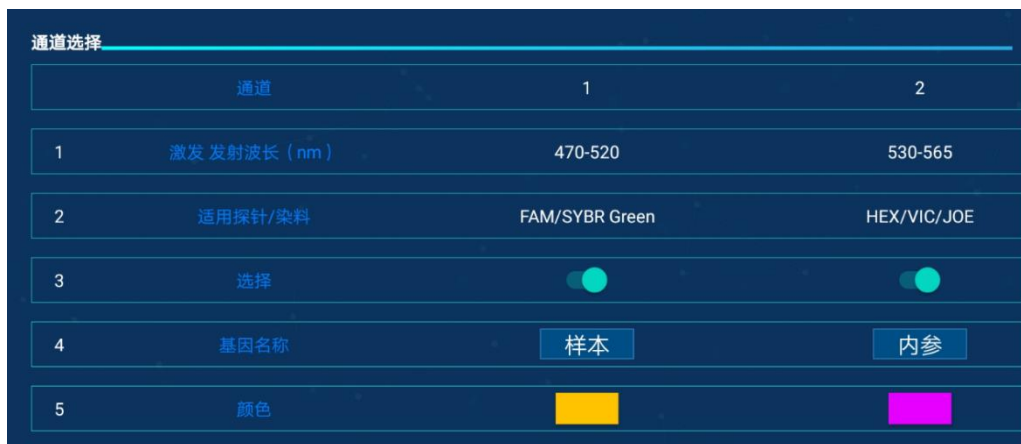 通道选择
通道 1 2
1 激发 发射波长（nm） 470-520 530-565
2 适用探针/染料 FAM/SYBR Green HEX/VIC/JOE
3 选择
4 基因名称 样本 内参
5 颜色